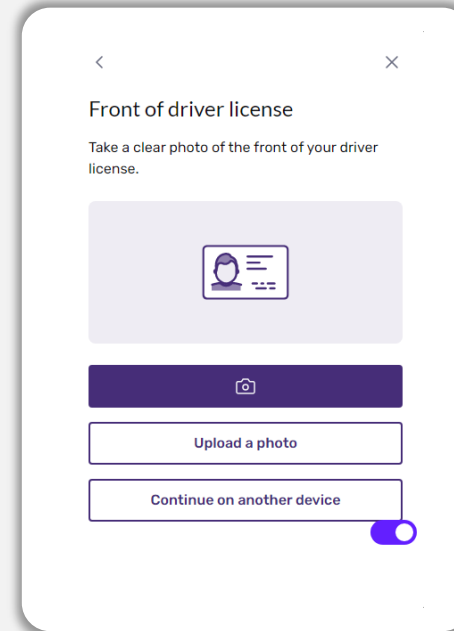 Front of driver license
Take a clear photo of the front of your driver
license.
Upload a photo
Continue on another device